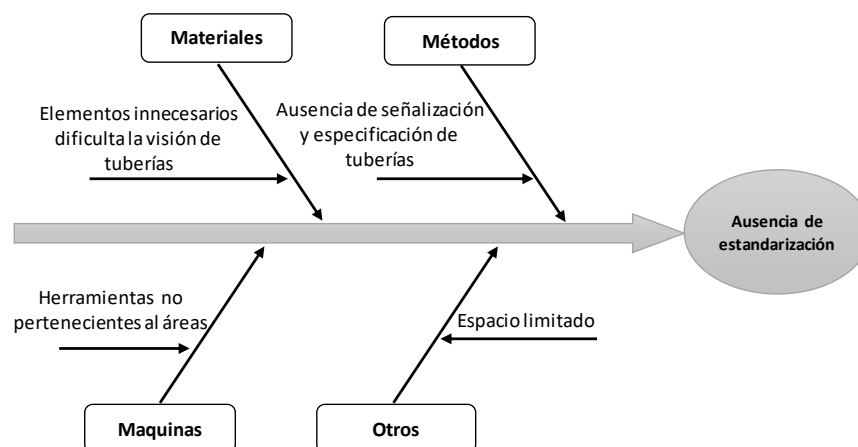 Materiales
Métodos
Elementos innecesarios
dificulta la visión de
tuberías
Ausencia de señalización
y especificación de
tuberías
Ausencia de
estandarización
Herramientas no
pertenecientes al áreas
Espacio limitado
Maquinas
Otros